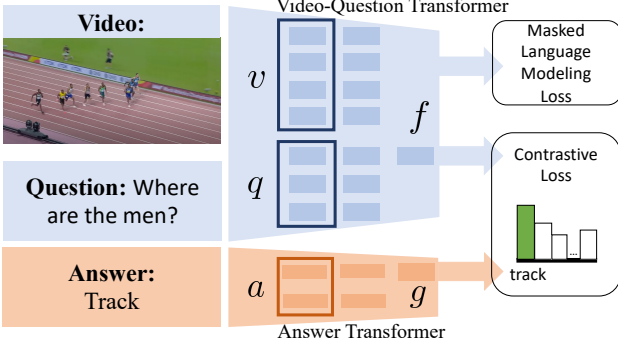 Video:
Question: Where
are the men?
Answer:
Track
Video-Question Transformer
v
q
f
a
g
Answer Transformer
Masked
Language
Modeling
Loss
Contrastive
Loss
...
track